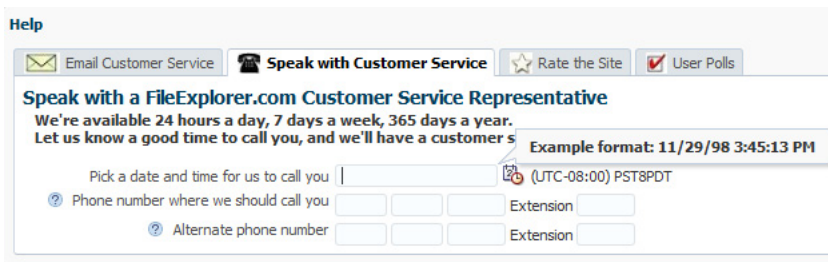 Help
Email Customer Service Speak with Customer Service Rate the Site User Polls
Speak with a FileExplorer.com Customer Service Representative
We're available 24 hours a day, 7 days a week, 365 days a year.
Let us know a good time to call you, and we'll have a customer s
Example format: 11/29/98 3:45:13 PM
Pick a date and time for us to call you (UTC-08:00) PST8PDT
Phone number where we should call you Extension
Alternate phone number Extension